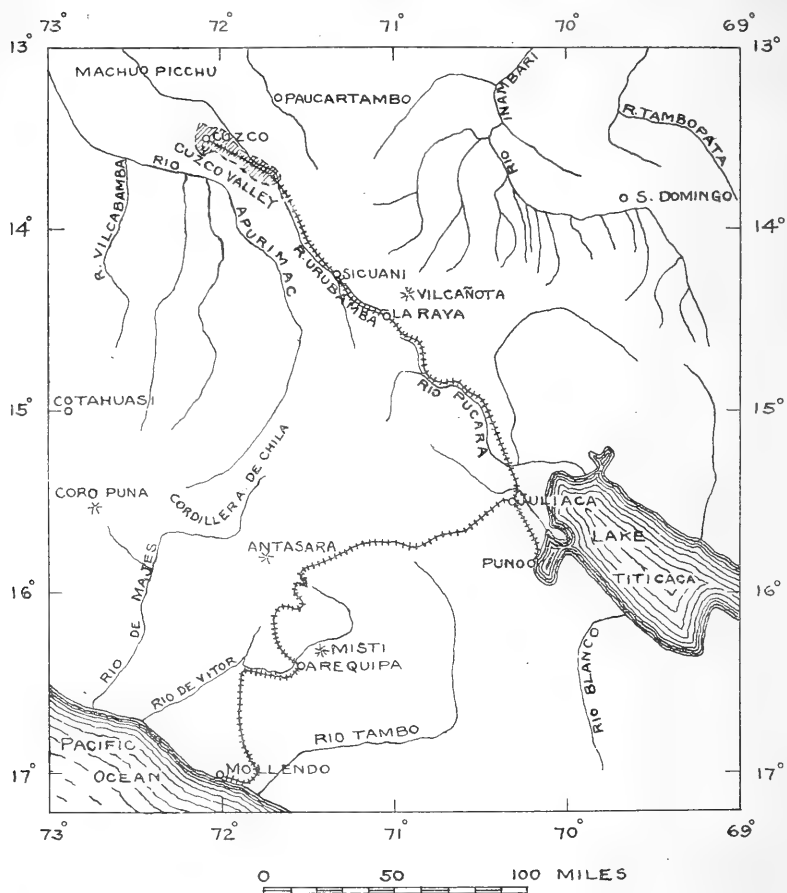 73° 72° 71° 70° 69°
13° 13°
MACHU PICCHU
PAUCARTAMBO
RIO INAMBARI
R. TAMBOPATA
CUZCO
CUZCO VALLEY
RIO APURIMAC
R. VILCABAMBA
S. DOMINGO
14° 14°
R. URUBAMBA
SICUANI
VILCAÑOTA
LA RAYA
COTAHUASI
15° 15°
RIO PUCARA
CORDILLERA DE CHILA
CORO PUNA
JULIACA
ANTASARA
LAKE
TITICACA
PUNO
16° 16°
RIO DE MAJES
MISTI
AREQUIPA
RIO DE VITOR
RIO BLANCO
RIO TAMBO
PACIFIC
OCEAN
MOLLENDO
17° 17°
73° 72° 71° 70° 69°
0 50 100 MILES